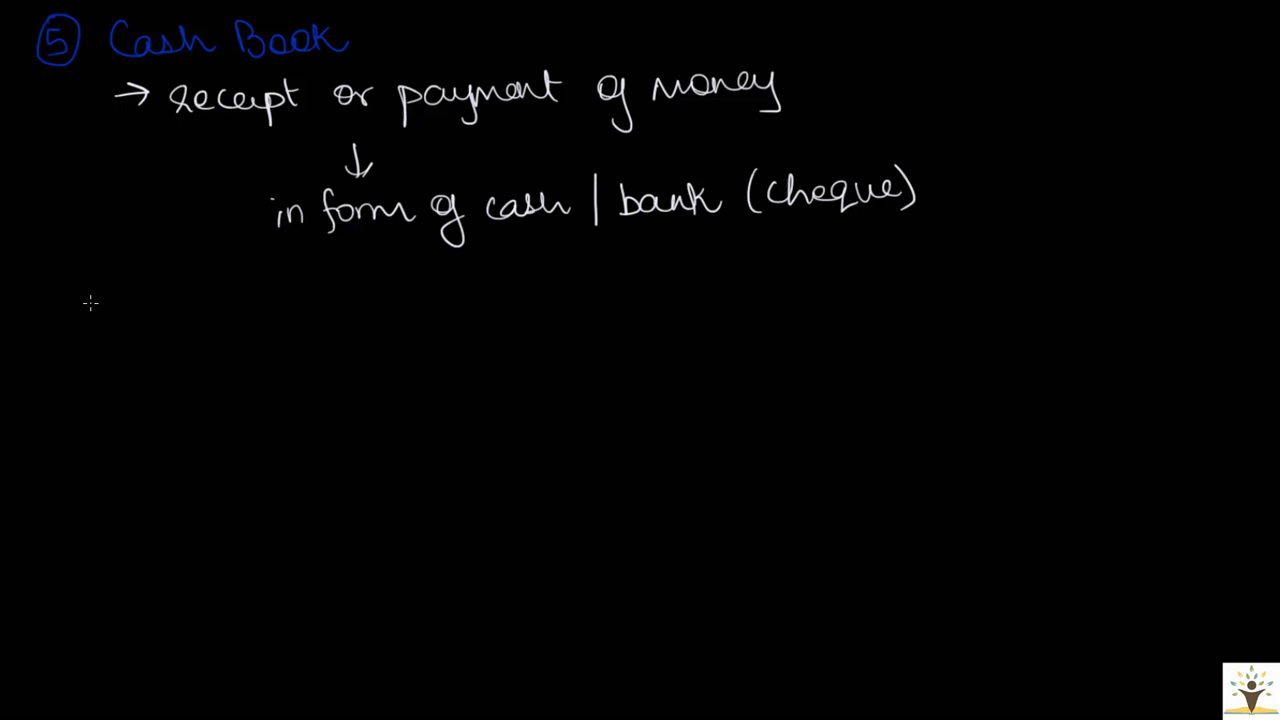 ⑤ Cash Book
→ receipt or payment of money
↓
in form of cash | bank (cheque)